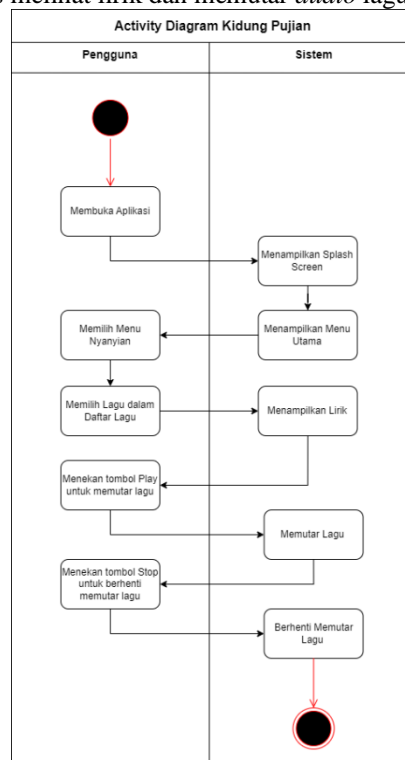 melihat lirik dan memutar audio lagu
Activity Diagram Kidung Pujian
Pengguna
Sistem
Membuka Aplikasi
Menampilkan Splash
Screen
Menampilkan Menu
Utama
Memilih Menu
Nyanyian
Memilih Lagu dalam
Daftar Lagu
Menampilkan Lirik
Menekan tombol Play
untuk memutar lagu
Memutar Lagu
Menekan tombol Stop
untuk berhenti
memutar lagu
Berhenti Memutar
Lagu